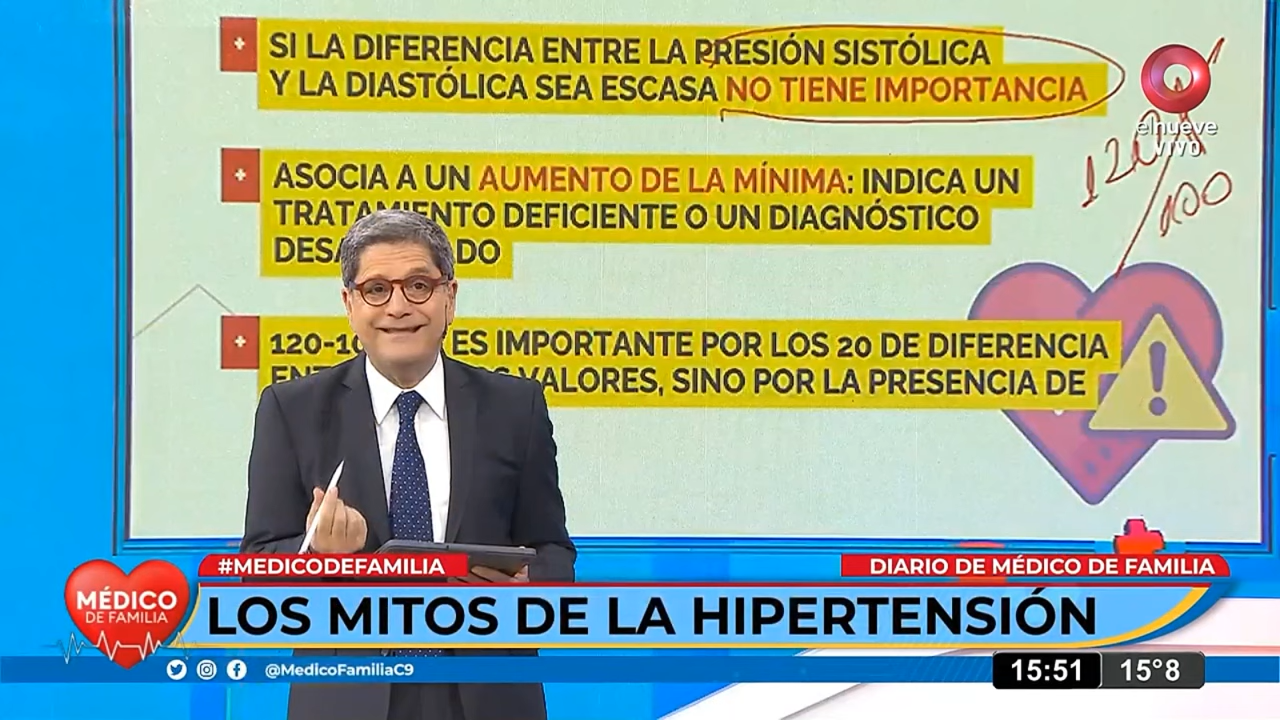 SI LA DIFERENCIA ENTRE LA PRESIÓN SISTÓLICA
Y LA DIASTÓLICA SEA ESCASA NO TIENE IMPORTANCIA
elnueve
VIVO
ASOCIA A UN AUMENTO DE LA MÍNIMA: INDICA UN
TRATAMIENTO DEFICIENTE O UN DIAGNÓSTICO
100
ES IMPORTANTE POR LOS 20 DE DIFERENCIA
VALORES, SINO POR LA PRESENCIA DE
#MEDICODEFAMILIA
DIARIO DE MÉDICO DE FAMILIA
MÉDICO
DE FAMILIA
LOS MITOS DE LA HIPERTENSIÓN
@MedicoFamiliaC9
15:51
15°8